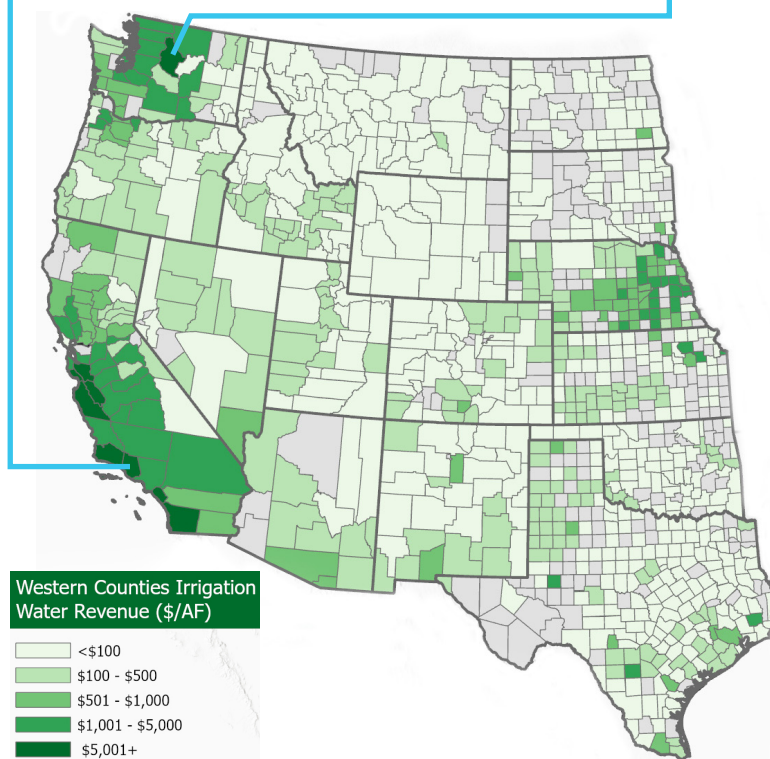 Western Counties Irrigation
Water Revenue ($/AF)
<$100
$100 - $500
$501 - $1,000
$1,001 - $5,000
$5,001+